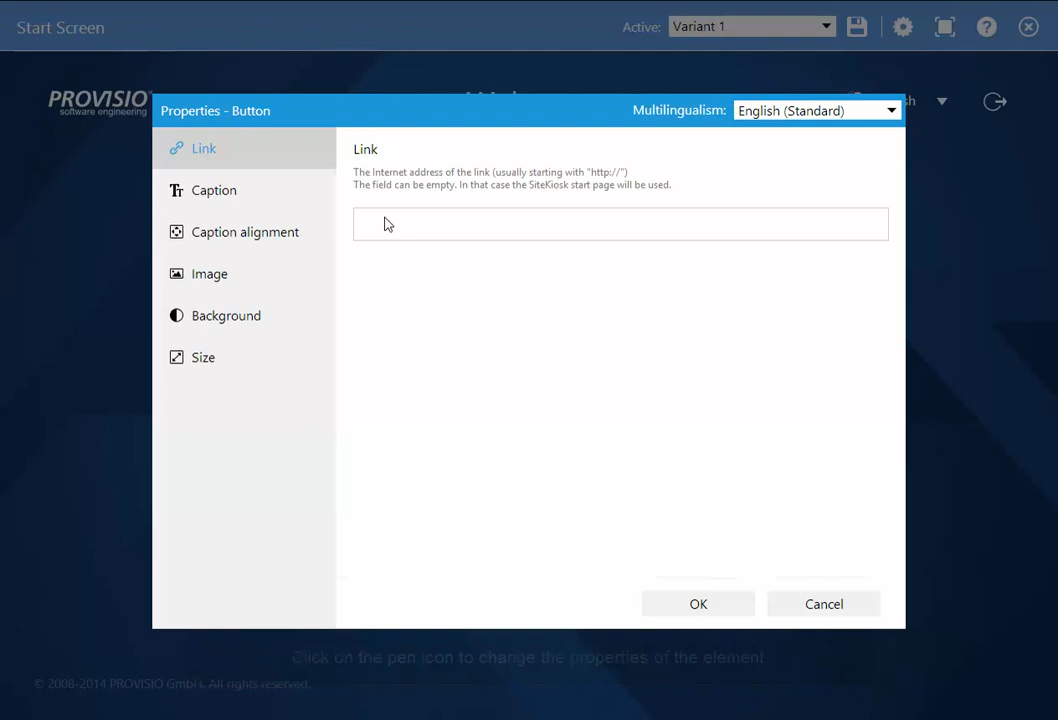 Start Screen
Active: Variant 1
PROVISIO
software engineering
sh
Properties - Button
Multilingualism: English (Standard)
Link
Caption
Caption alignment
Image
Background
Size
Link
The Internet address of the link (usually starting with "http://")
The field can be empty. In that case the SiteKiosk start page will be used.
OK
Cancel
Click on the pen icon to change the properties of the element
© 2008-2014 PROVISIO GmbH. All rights reserved.